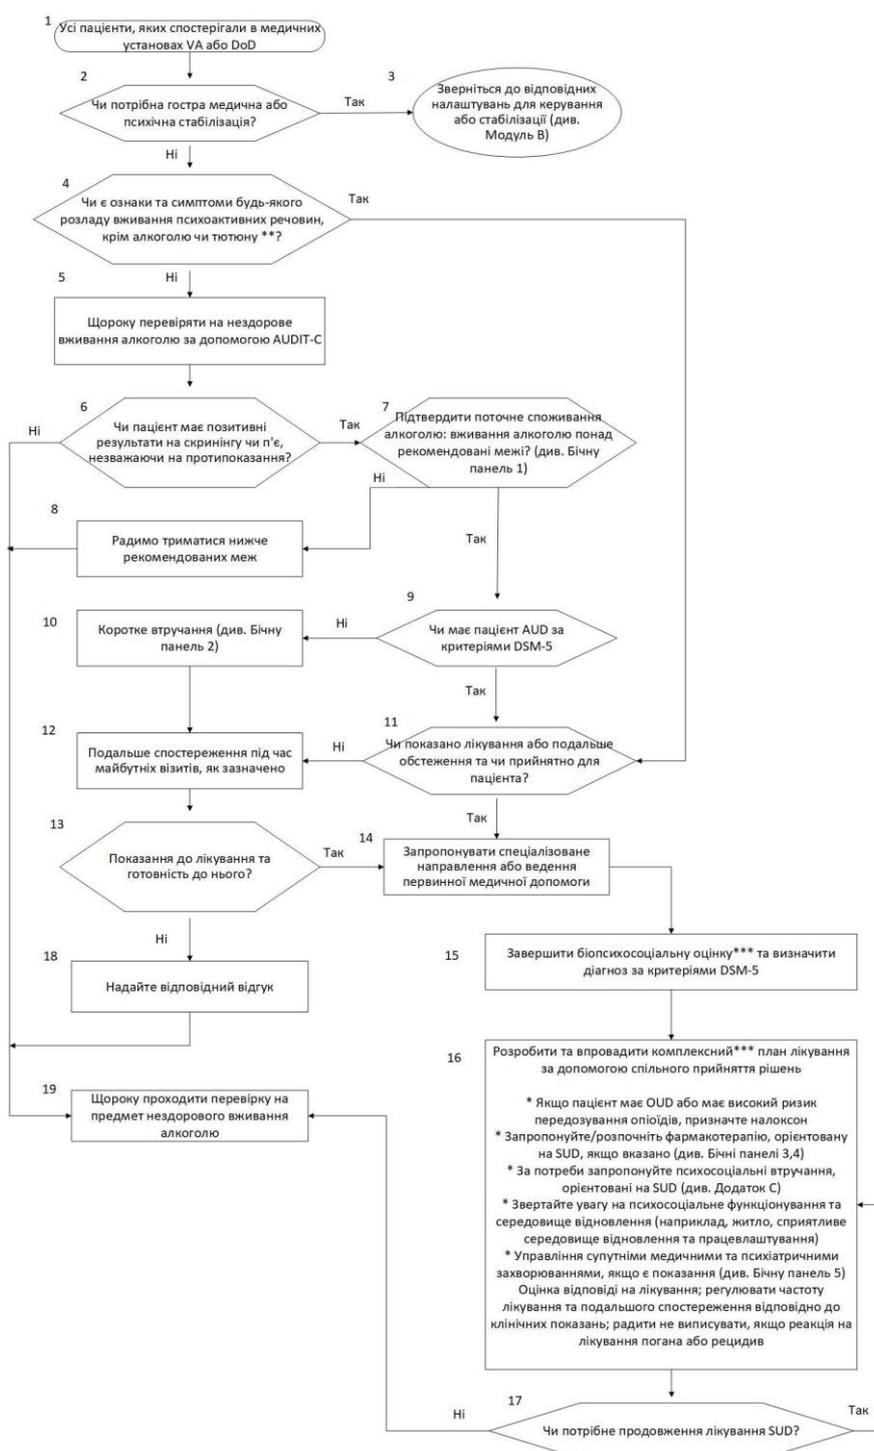 1
Усі пацієнти, яких спостерігали в медичних
установах VA або DoD
2
Чи потрібна гостра медична або
психічна стабілізація?
Так
3
Зверніться до відповідних
налаштувань для керування
або стабілізації (див.
Модуль B)
Ні
4
Чи є ознаки та симптоми будь-якого
розладу вживання психоактивних речовин,
крім алкоголю чи тютюну **?
Так
Ні
5
Щороку перевіряти на нездорове
вживання алкоголю за допомогою AUDIT-C
6
Чи пацієнт має позитивні
результати на скринінгу чи п'є,
незважаючи на протипоказання?
Ні
Так
7
Підтвердити поточне споживання
алкоголю: вживання алкоголю понад
рекомендовані межі? (див. Бічну
панель 1)
Ні
Так
8
Радимо триматися нижче
рекомендованих меж
9
Чи має пацієнт AUD за
критеріями DSM-5
Ні
Так
10
Коротке втручання (див. Бічну
панель 2)
11
Чи показано лікування або подальше
обстеження та чи прийнятно для
пацієнта?
Ні
Так
12
Подальше спостереження під час
майбутніх візитів, як зазначено
13
Показання до лікування та
готовність до нього?
Так
Ні
14
Запропонувати спеціалізоване
направлення або ведення
первинної медичної допомоги
15
Завершити біопсихосоціальну оцінку*** та визначити
діагноз за критеріями DSM-5
18
Надайте відповідний відгук
16
Розробити та впровадити комплексний*** план лікування
за допомогою спільного прийняття рішень
* Якщо пацієнт має OUD або має високий ризик
передозування опіоїдів, призначте налоксон
* Запропонуйте/розпочніть фармакотерапію, орієнтовану
на SUD, якщо вказано (див. Бічні панелі 3,4)
* За потреби запропонуйте психосоціальні втручання,
орієнтовані на SUD (див. Додаток C)
* Звертайте увагу на психосоціальне функціонування та
середовище відновлення (наприклад, житло, сприятливе
середовище відновлення та працевлаштування)
* Управління супутніми медичними та психіатричними
захворюваннями, якщо є показання (див. Бічну панель 5)
Оцінка відповіді на лікування; регулювати частоту
лікування та подальшого спостереження відповідно до
клінічних показань; радити не виписувати, якщо реакція на
лікування погана або рецидив
19
Щороку проходити перевірку на
предмет нездорового вживання
алкоголю
17
Чи потрібне продовження лікування SUD?
Ні
Так